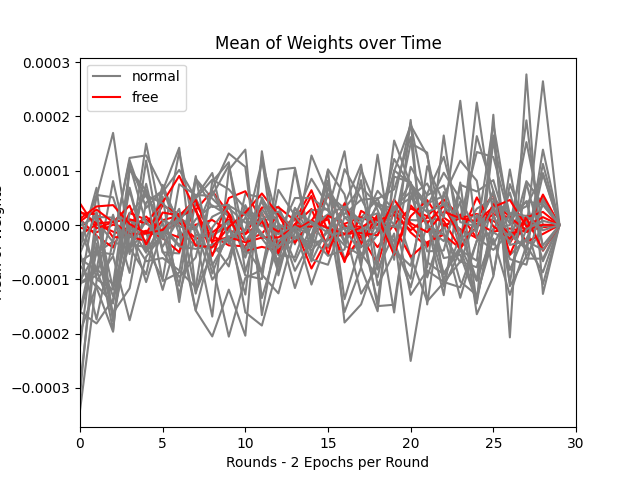 Mean of Weights over Time
normal
free
0.0003
0.0002
0.0001
0.0000
−0.0001
−0.0002
−0.0003
0 5 10 15 20 25 30
Rounds - 2 Epochs per Round